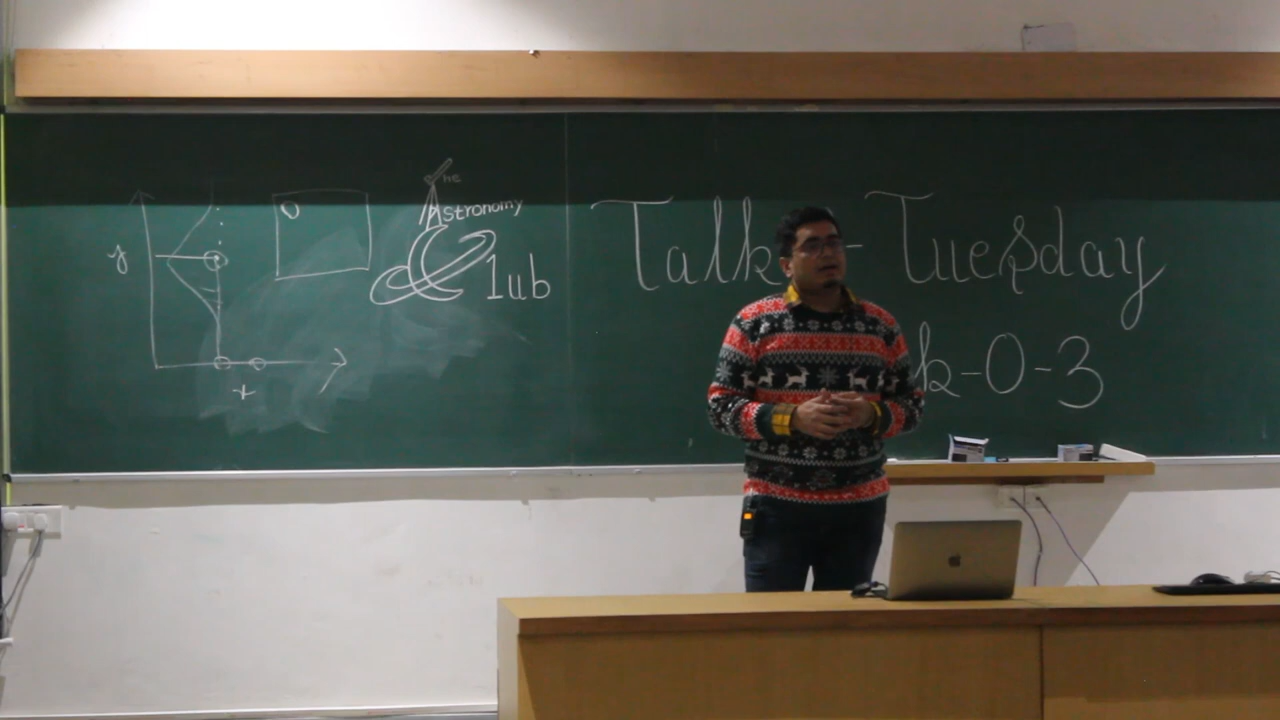 y
x
The
Astronomy
Club
Talk - Tuesday
k-0-3